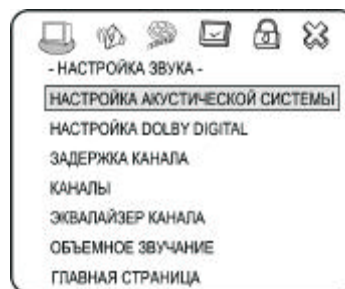 - НАСТРОЙКА ЗВУКА -
НАСТРОЙКА АКУСТИЧЕСКОЙ СИСТЕМЫ
НАСТРОЙКА DOLBY DIGITAL
ЗАДЕРЖКА КАНАЛА
КАНАЛЫ
ЭКВАЛАЙЗЕР КАНАЛА
ОБЪЕМНОЕ ЗВУЧАНИЕ
ГЛАВНАЯ СТРАНИЦА